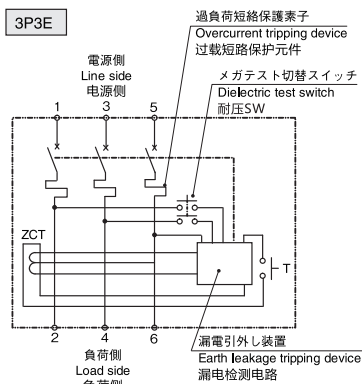 3P3E
過負荷短絡保護素子
Overcurrent tripping device
过载短路保护元件
電源側
Line side
电源侧
メガテスト切替スイッチ
Dielectric test switch
耐压SW
1 3 5
ZCT
T
2 4 6
負荷側
Load side
漏電引外し装置
Earth leakage tripping device
漏电检测电路